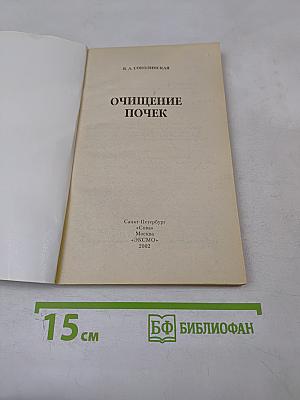 В. А. СОКОЛИНСКАЯ
ОЧИЩЕНИЕ
ПОЧЕК
Санкт-Петербург
«Сова»
Москва
«ЭКСМО»
2002
15 см
БФ БИБЛИОФАН